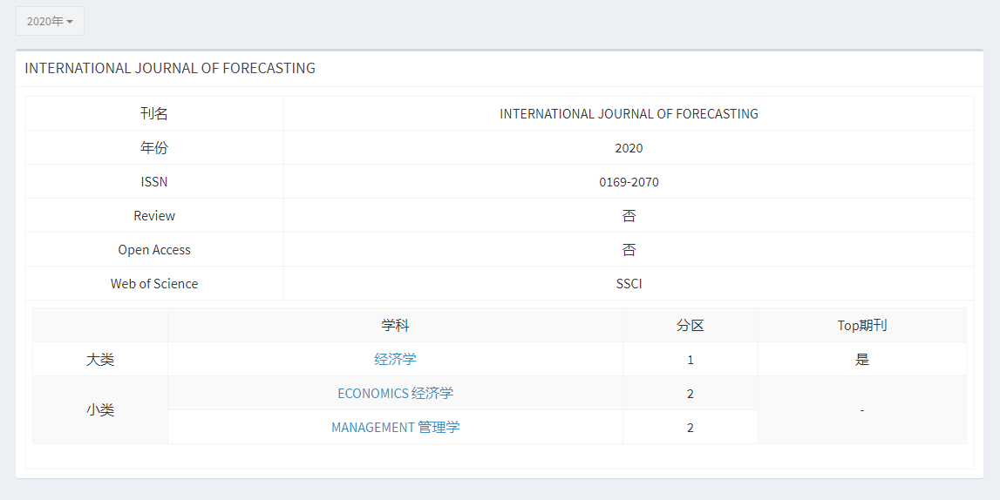 2020年
INTERNATIONAL JOURNAL OF FORECASTING
刊名 INTERNATIONAL JOURNAL OF FORECASTING
年份 2020
ISSN 0169-2070
Review 否
Open Access 否
Web of Science SSCI
学科 分区 Top期刊
大类 经济学 1 是
小类 ECONOMICS 经济学 2 -
MANAGEMENT 管理学 2